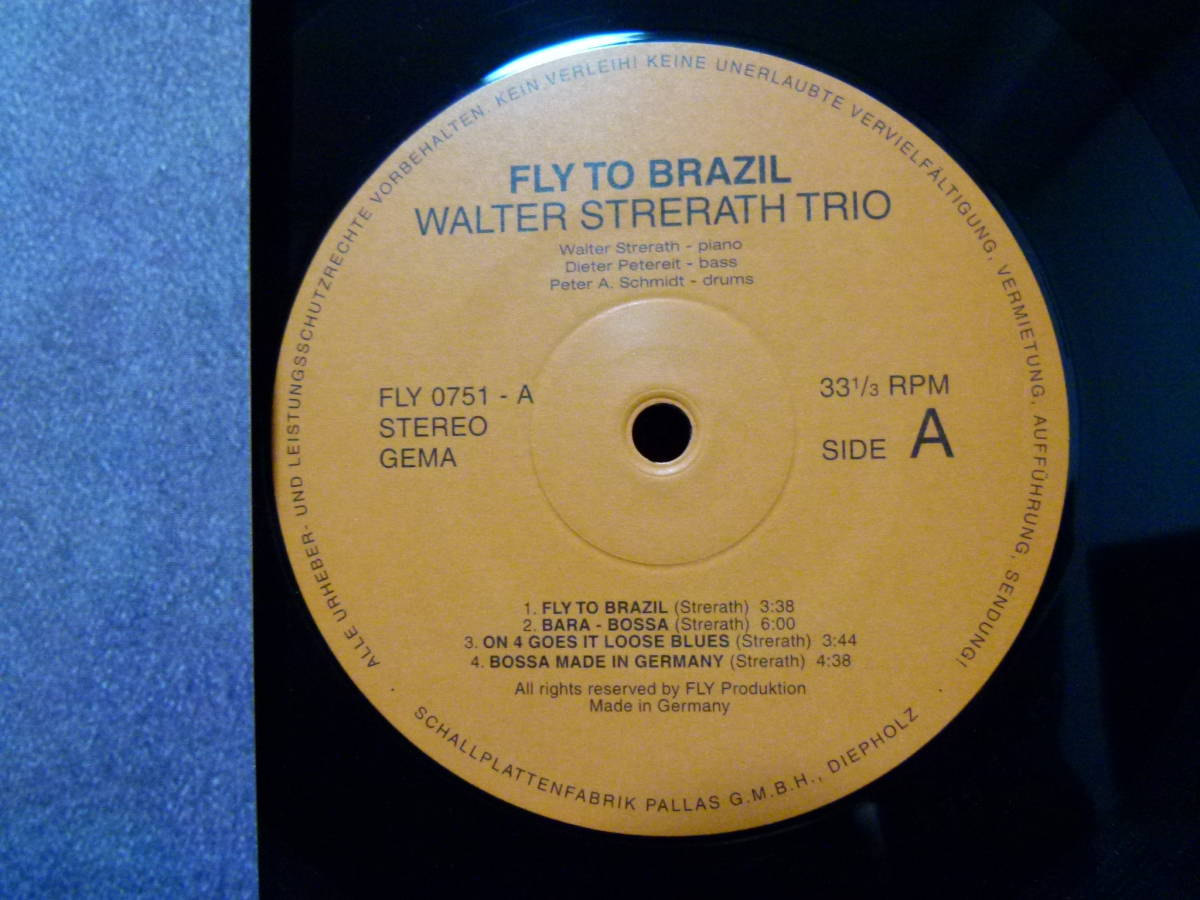 ALLE URHEBER- UND LEISTUNGSSCHUTZRECHTE VORBEHALTEN. KEIN VERLEIH! KEINE UNERLAUBTE VERVIELFÄLTIGUNG, VERMIETUNG, AUFFÜHRUNG, SENDUNG!
FLY TO BRAZIL
WALTER STRERATH TRIO
Walter Strerath - piano
Dieter Petereit - bass
Peter A. Schmidt - drums
FLY 0751 - A
STEREO
GEMA
33 1/3 RPM
SIDE A
1. FLY TO BRAZIL (Strerath) 3:38
2. BARA - BOSSA (Strerath) 6:00
3. ON 4 GOES IT LOOSE BLUES (Strerath) 3:44
4. BOSSA MADE IN GERMANY (Strerath) 4:38
All rights reserved by FLY Produktion
Made in Germany
SCHALLPLATTENFABRIK PALLAS G.M.B.H., DIEPHOLZ